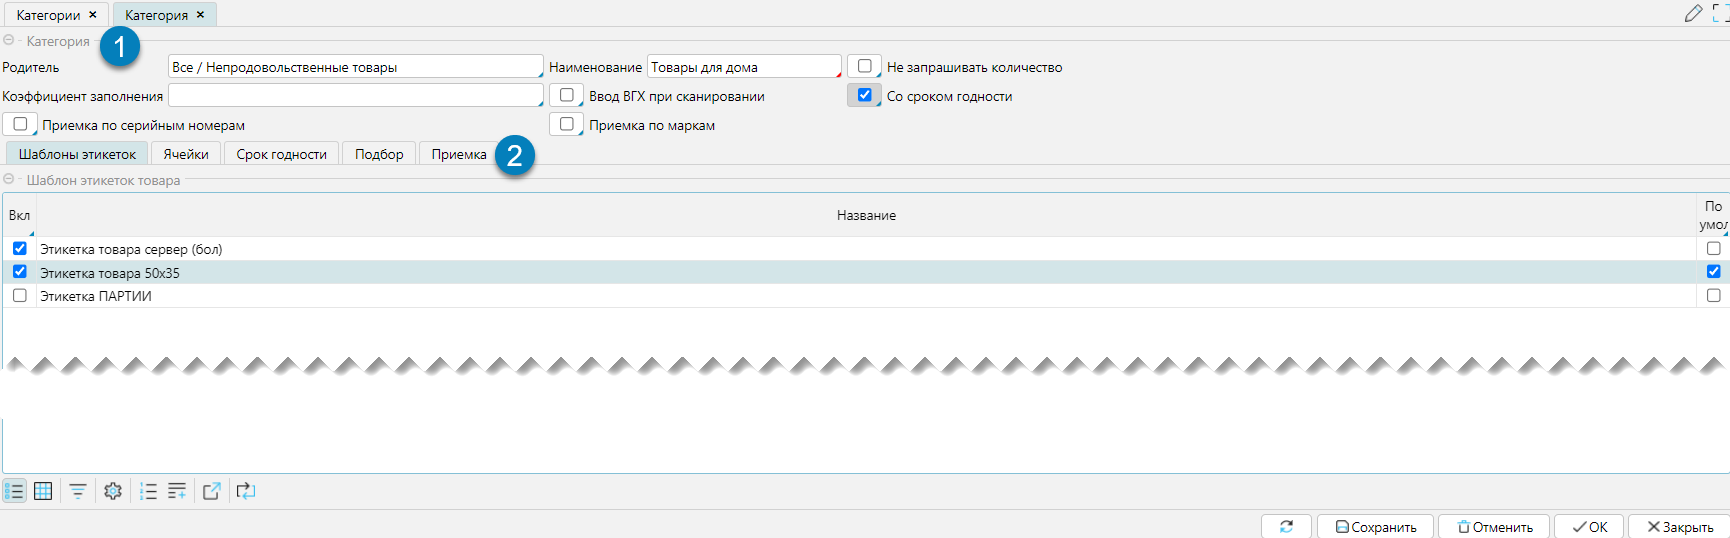 Категории × Категория ×
Категория 1
Родитель Все / Непродовольственные товары Наименование Товары для дома Не запрашивать количество
Коэффициент заполнения Ввод ВГХ при сканировании Со сроком годности
Приемка по серийным номерам Приемка по маркам
Шаблоны этикеток Ячейки Срок годности Подбор Приемка 2
Шаблон этикеток товара
Вкл Название По умол
Этикетка товара сервер (бол)
Этикетка товара 50x35
Этикетка ПАРТИИ
Сохранить Отменить ОК Закрыть